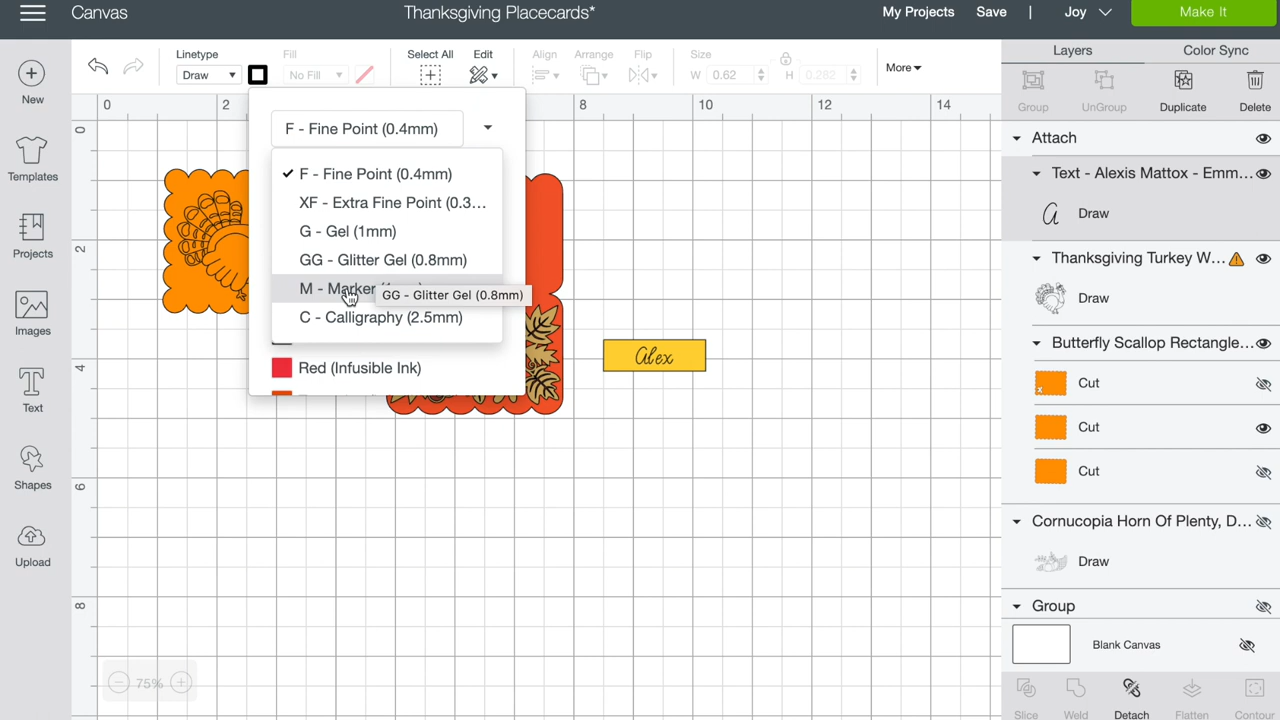 Canvas
Thanksgiving Placecards*
My Projects
Save
|
Joy
Make It
Linetype
Draw
Fill
No Fill
Select All
Edit
Align
Arrange
Flip
Size
W 0.62
H 0.282
More
Layers
Color Sync
Group
UnGroup
Duplicate
Delete
New
Templates
Projects
Images
Text
Shapes
Upload
0
2
8
10
12
14
0
2
4
6
8
F - Fine Point (0.4mm)
F - Fine Point (0.4mm)
XF - Extra Fine Point (0.3...
G - Gel (1mm)
GG - Glitter Gel (0.8mm)
M - Marker
GG - Glitter Gel (0.8mm)
C - Calligraphy (2.5mm)
Red (Infusible Ink)
Alex
75%
Attach
Text - Alexis Mattox - Emm...
Draw
Thanksgiving Turkey W...
Draw
Butterfly Scallop Rectangle...
Cut
Cut
Cut
Cornucopia Horn Of Plenty, D...
Draw
Group
Blank Canvas
Slice
Weld
Detach
Flatten
Contour